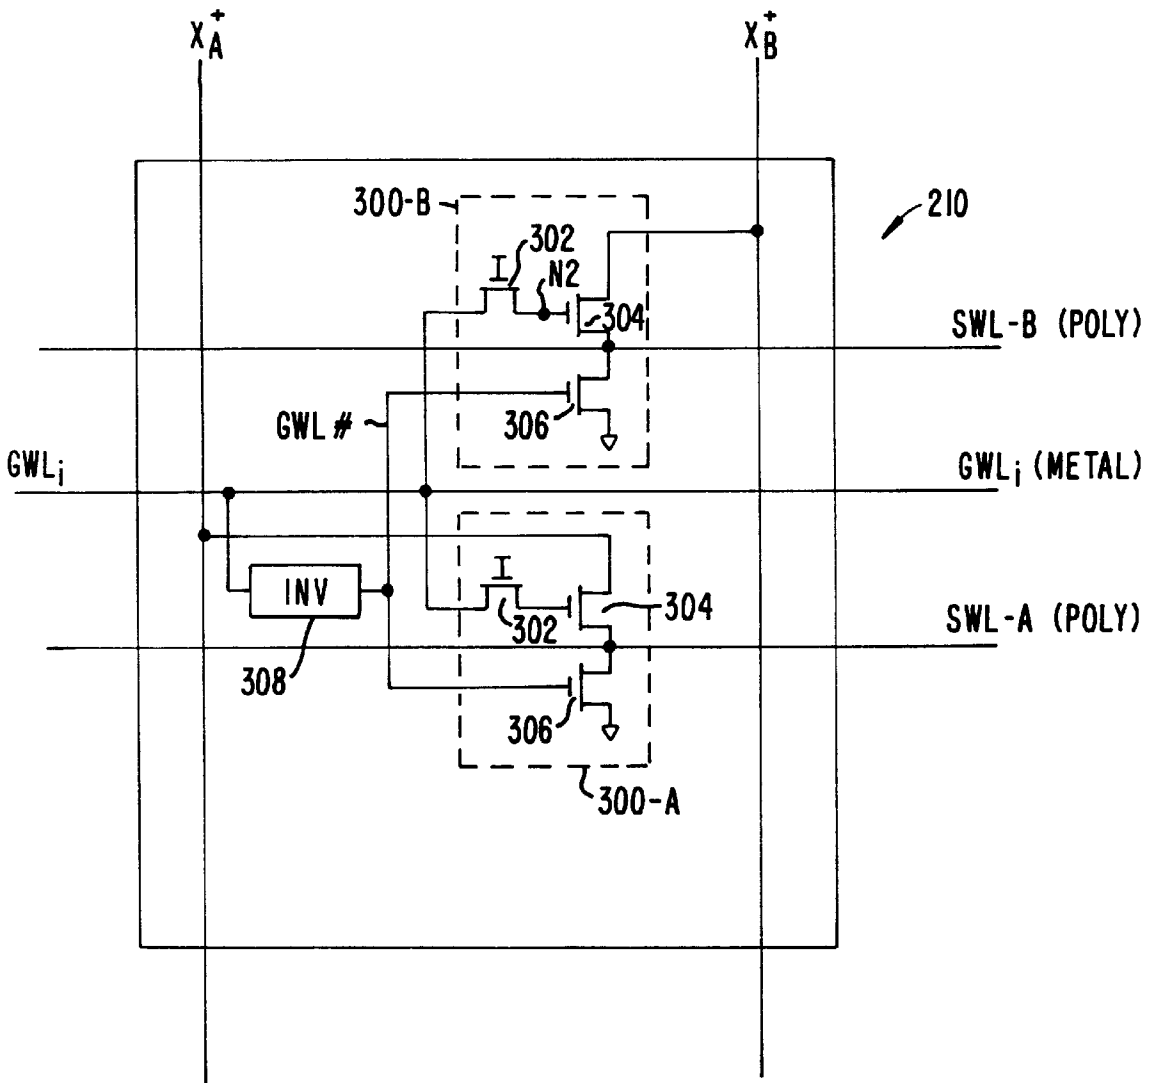 X_A^+ X_B^+
300-B
210
302
I
N2
304
SWL-B (POLY)
GWL #
306
GWL_i GWL_i (METAL)
I
INV
304
302
SWL-A (POLY)
308
306
300-A